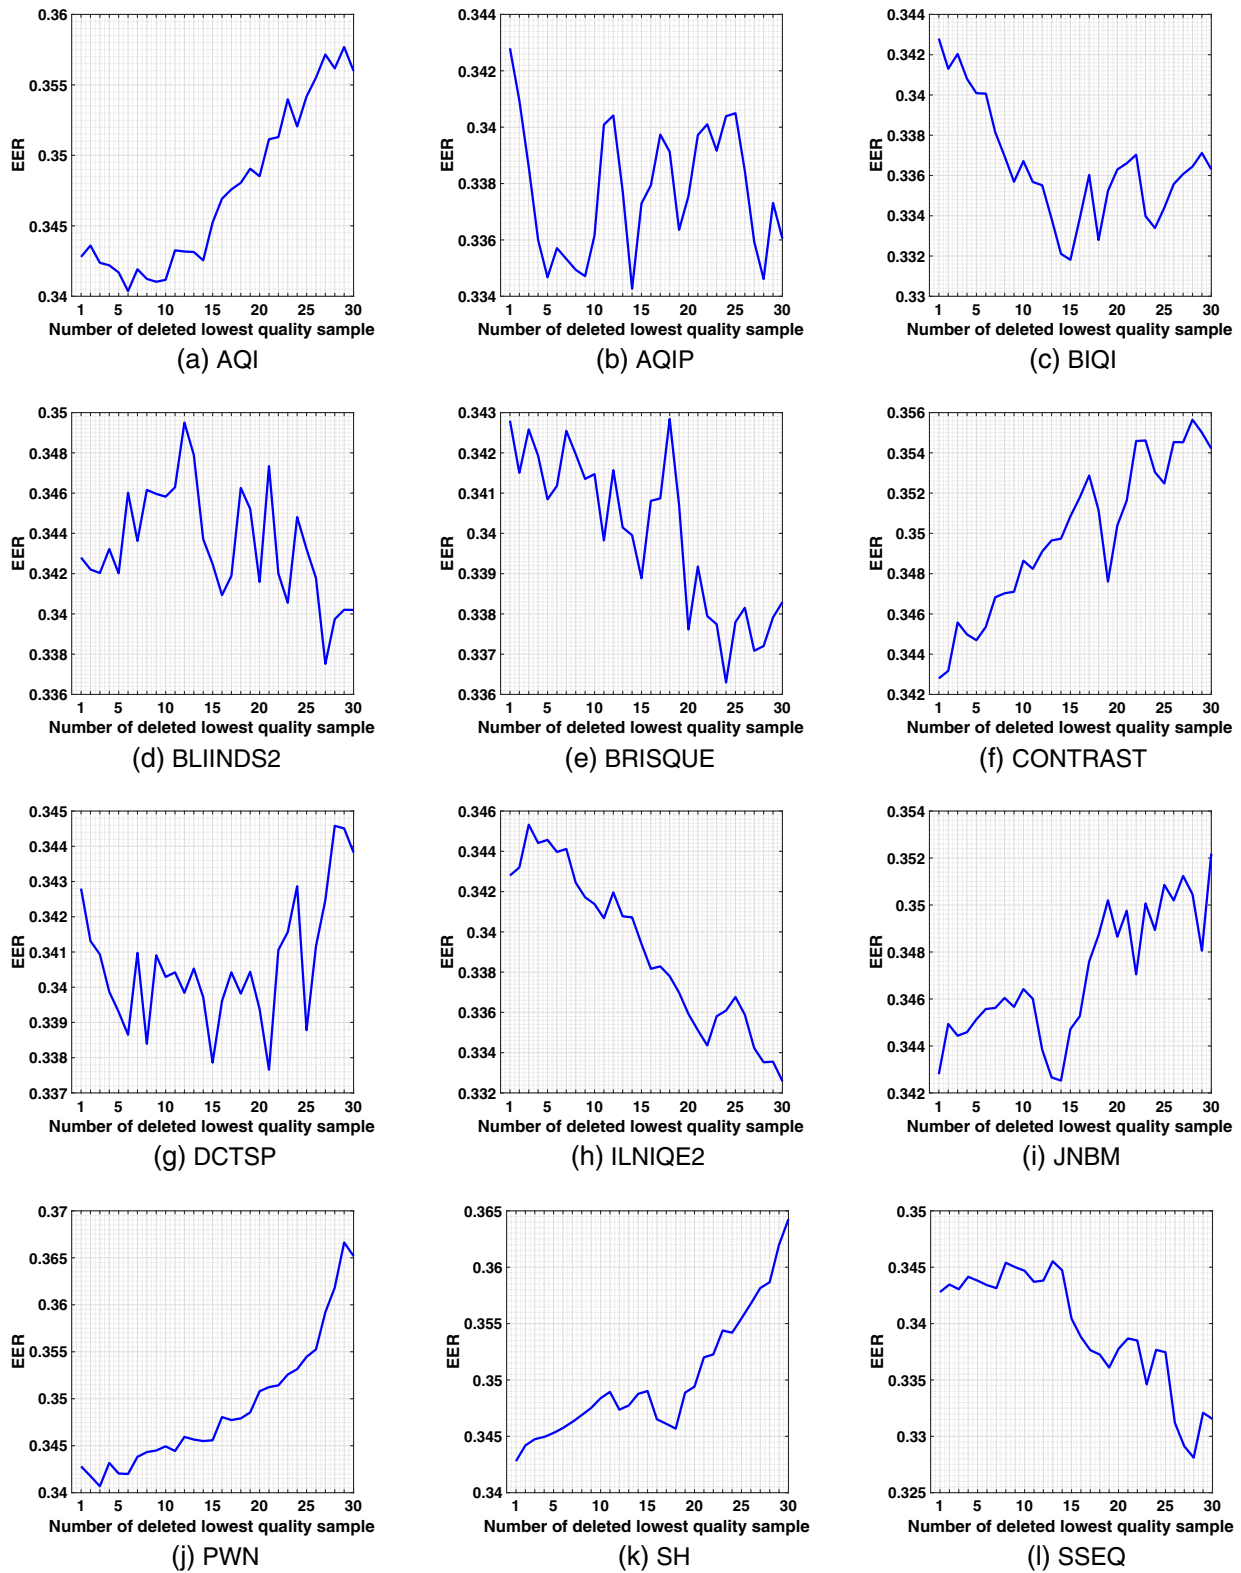 0.36
0.355
0.35
0.345
0.34
EER
1 5 10 15 20 25 30
Number of deleted lowest quality sample
(a) AQI
0.344
0.342
0.34
0.338
0.336
0.334
EER
1 5 10 15 20 25 30
Number of deleted lowest quality sample
(b) AQIP
0.344
0.342
0.34
0.338
0.336
0.334
0.332
0.33
EER
1 5 10 15 20 25 30
Number of deleted lowest quality sample
(c) BIQI
0.35
0.348
0.346
0.344
0.342
0.34
0.338
0.336
EER
1 5 10 15 20 25 30
Number of deleted lowest quality sample
(d) BLIINDS2
0.343
0.342
0.341
0.34
0.339
0.338
0.337
0.336
EER
1 5 10 15 20 25 30
Number of deleted lowest quality sample
(e) BRISQUE
0.356
0.354
0.352
0.35
0.348
0.346
0.344
0.342
EER
1 5 10 15 20 25 30
Number of deleted lowest quality sample
(f) CONTRAST
0.345
0.344
0.343
0.342
0.341
0.34
0.339
0.338
0.337
EER
1 5 10 15 20 25 30
Number of deleted lowest quality sample
(g) DCTSP
0.346
0.344
0.342
0.34
0.338
0.336
0.334
0.332
EER
1 5 10 15 20 25 30
Number of deleted lowest quality sample
(h) ILNIQE2
0.354
0.352
0.35
0.348
0.346
0.344
0.342
EER
1 5 10 15 20 25 30
Number of deleted lowest quality sample
(i) JNBM
0.37
0.365
0.36
0.355
0.35
0.345
0.34
EER
1 5 10 15 20 25 30
Number of deleted lowest quality sample
(j) PWN
0.365
0.36
0.355
0.35
0.345
0.34
EER
1 5 10 15 20 25 30
Number of deleted lowest quality sample
(k) SH
0.35
0.345
0.34
0.335
0.33
0.325
EER
1 5 10 15 20 25 30
Number of deleted lowest quality sample
(l) SSEQ